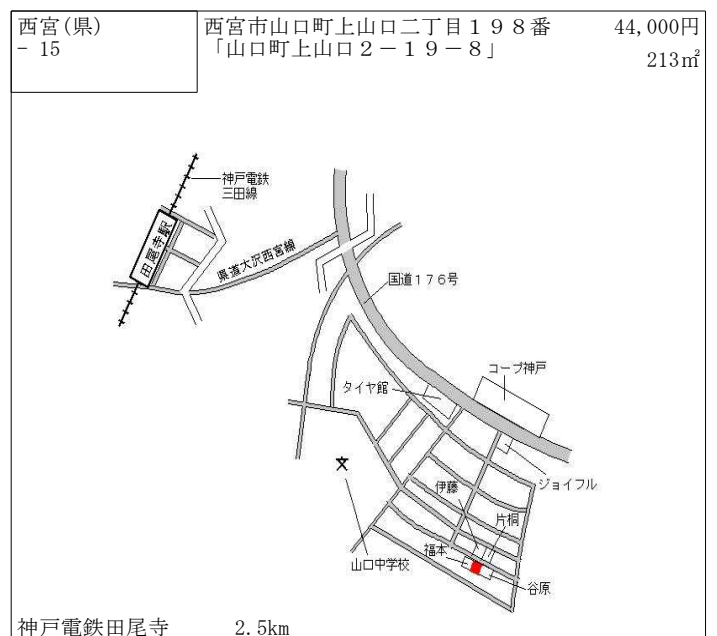 西宮(県)
- 15
西宮市山口町上山口二丁目１９８番
「山口町上山口２－１９－８」
44,000円
213㎡
神戸電鉄
三田線
田尾寺駅
県道大沢西宮線
国道１７６号
コープ神戸
タイヤ館
ジョイフル
伊藤
片桐
福本
谷原
文
山口中学校
神戸電鉄田尾寺 2.5km